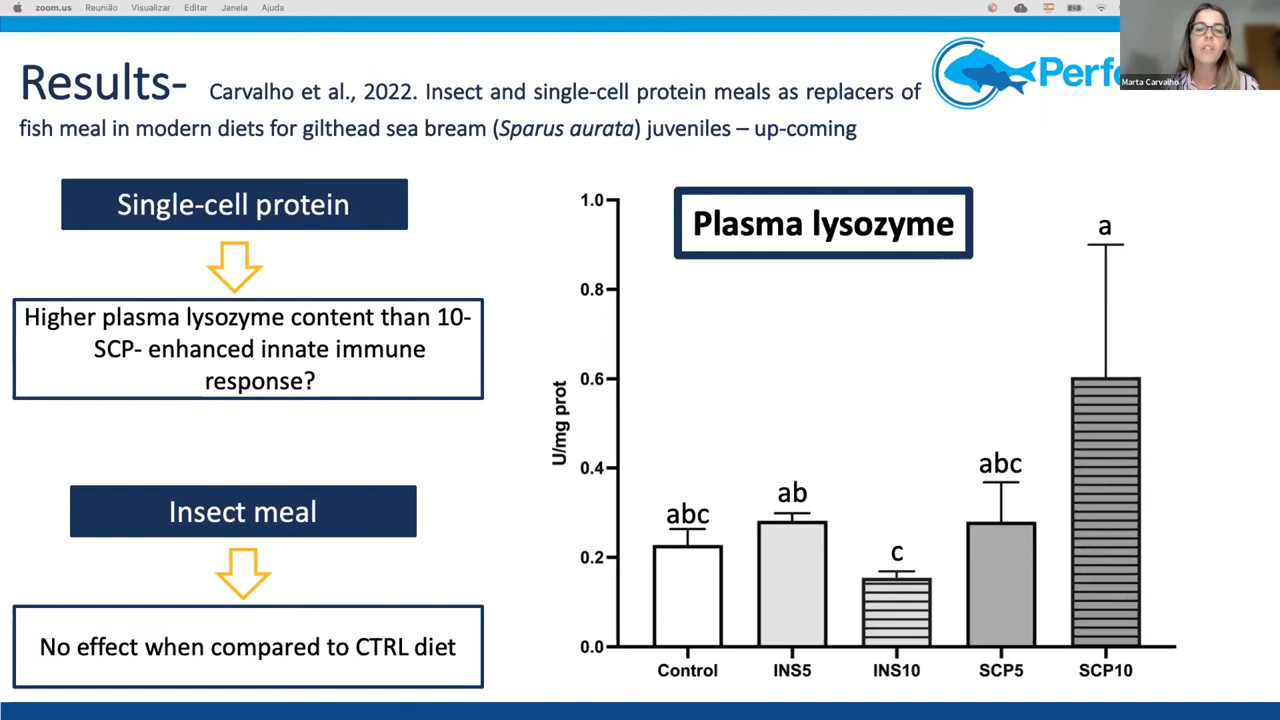 zoom.us Reunião Visualizar Editar Janela Ajuda
Marta Carvalho
Results- Carvalho et al., 2022. Insect and single-cell protein meals as replacers of
fish meal in modern diets for gilthead sea bream (Sparus aurata) juveniles – up-coming
Single-cell protein
Higher plasma lysozyme content than 10-
SCP- enhanced innate immune
response?
Insect meal
No effect when compared to CTRL diet
Plasma lysozyme
U/mg prot
1.0
0.8
0.6
0.4
0.2
0.0
abc
ab
c
abc
a
Control INS5 INS10 SCP5 SCP10